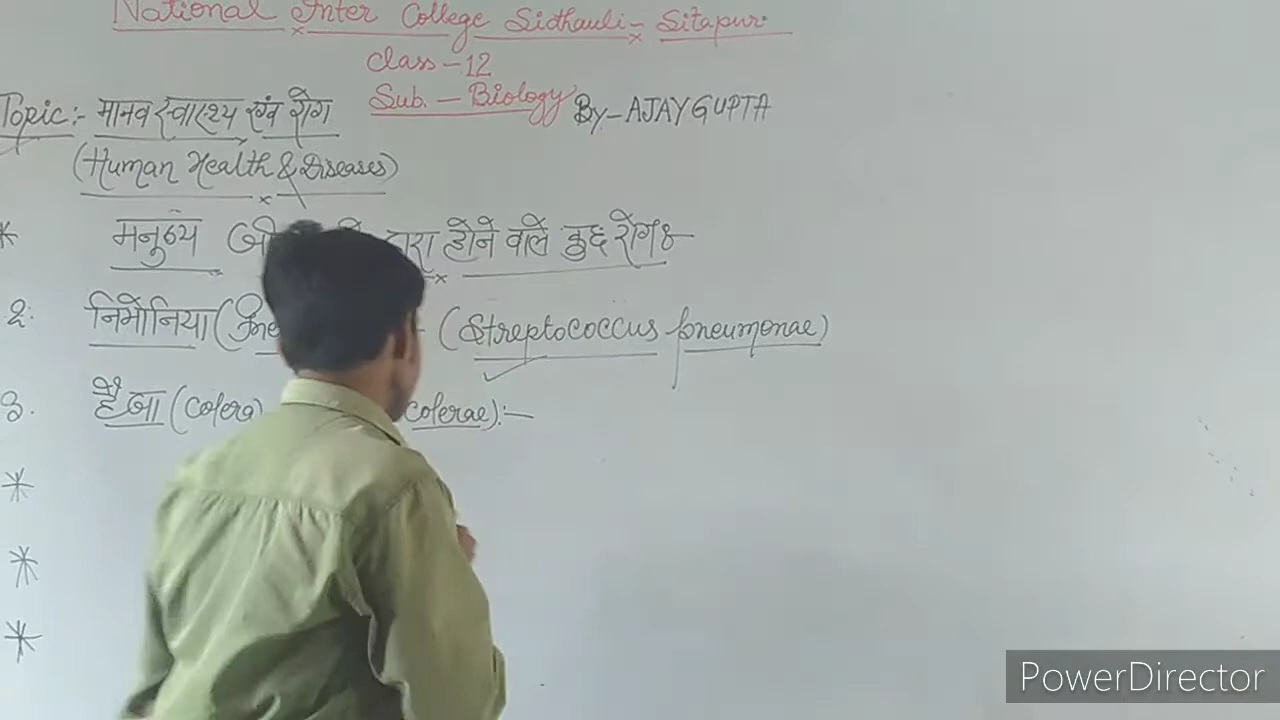 National Inter College Sidhauli - Sitapur.
Class - 12
Sub. - Biology By - AJAY GUPTA
Topic:- मानव स्वास्थ्य एवं रोग
(Human Health & Diseases)
* मनुष्य होने वाले कुछ रोग :-
2. निमोनिया ( (Streptococcus pneumonae)
3. हैजा (Colera) colerae):-
*
*
*
PowerDirector